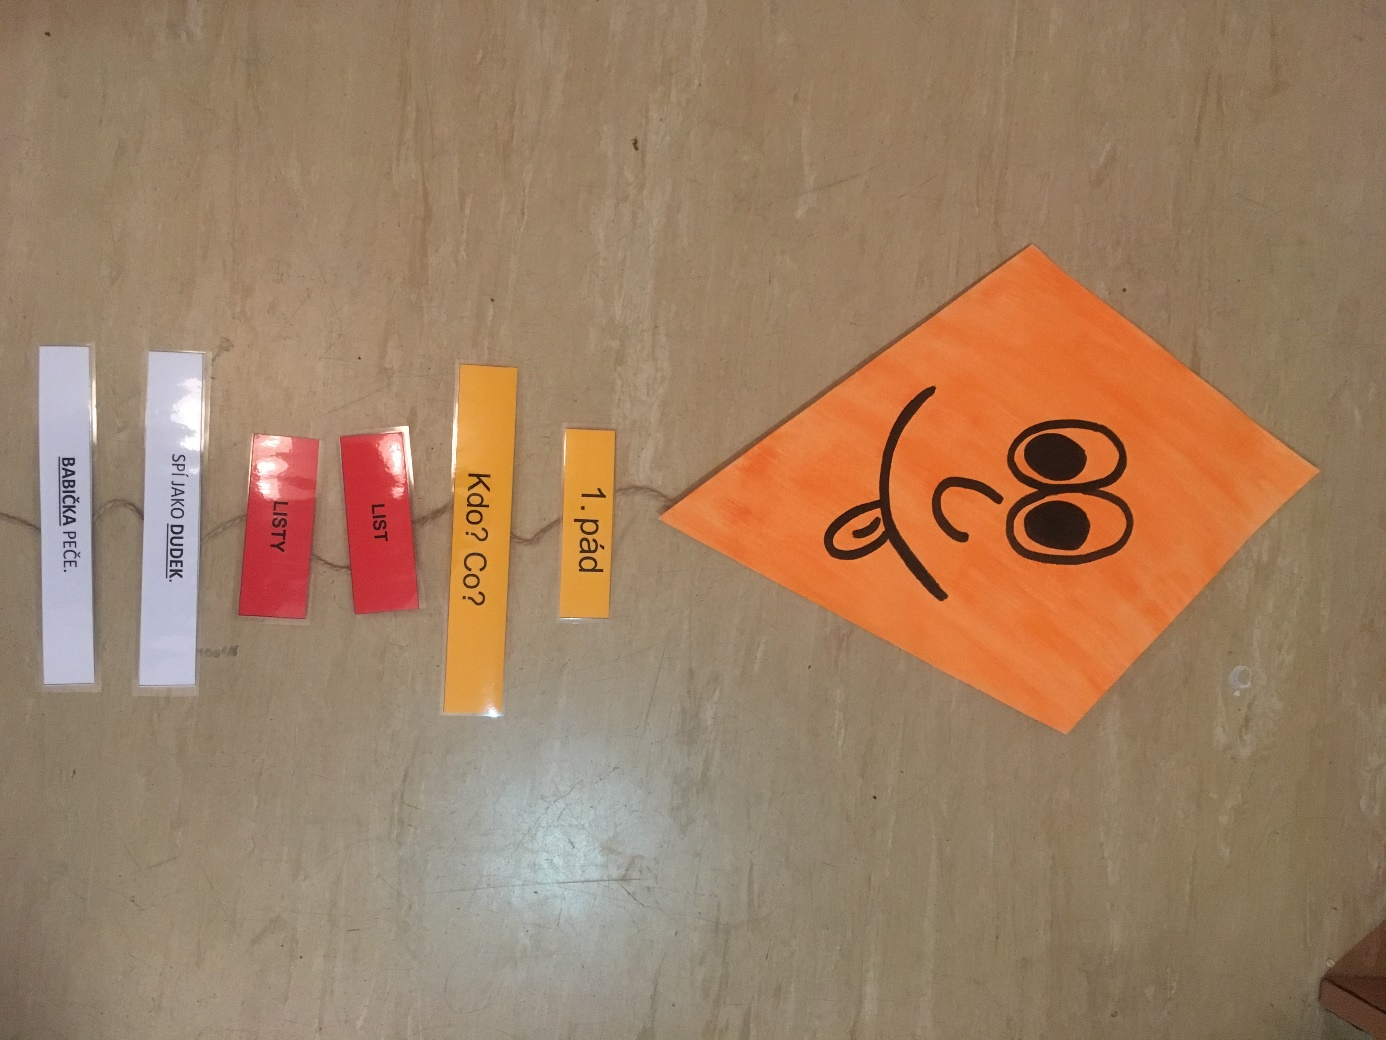 1. pád
Kdo? Co?
LIST
LISTY
SPÍ JAKO DUDEK.
BABIČKA PEČE.